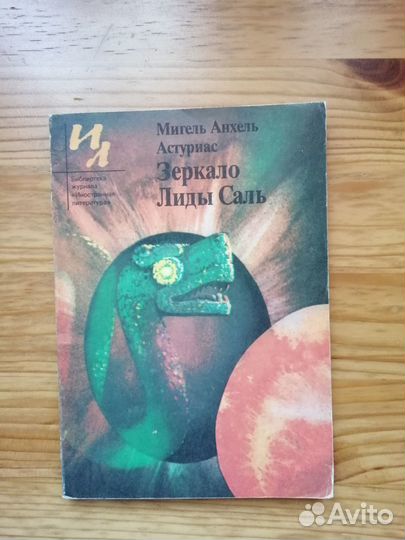 ИЛ
Библиотека
журнала
«Иностранная
литература»
Мигель Анхель
Астуриас
Зеркало
Лиды Саль
Avito